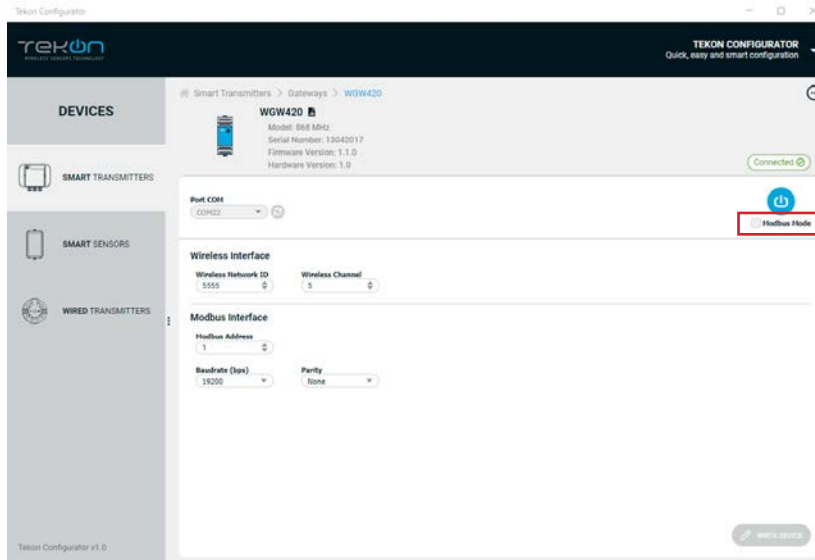 Tekon Configurator
TEKON
WIRELESS SENSORS TECHNOLOGY
TEKON CONFIGURATOR
Quick, easy and smart configuration
DEVICES
SMART TRANSMITTERS
SMART SENSORS
WIRED TRANSMITTERS
Tekon Configurator v1.0
Smart Transmitters > Gateways > WGW420
WGW420
Model: 868 MHz
Serial Number: 13042017
Firmware Version: 1.1.0
Hardware Version: 1.0
Connected
Port COM
COM22
Modbus Mode
Wireless Interface
Wireless Network ID Wireless Channel
5555 5
Modbus Interface
Modbus Address
1
Baudrate (bps) Parity
19200 None
WRITE DEVICE